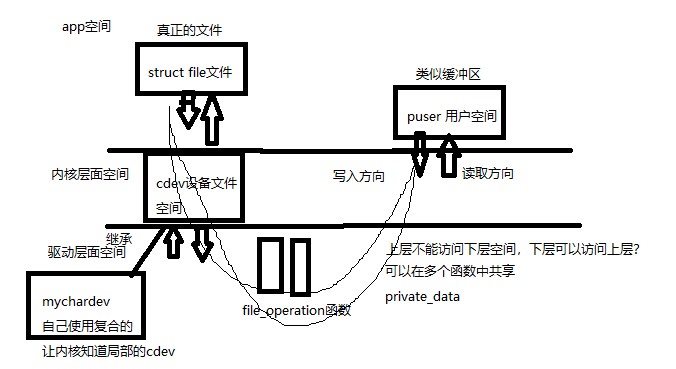 app空间
真正的文件
struct file文件
类似缓冲区
puser 用户空间
内核层面空间
cdev设备文件
空间
写入方向
读取方向
继承
驱动层面空间
上层不能访问下层空间，下层可以访问上层？
可以在多个函数中共享
private_data
mychardev
自己使用复合的
file_operation函数
让内核知道局部的cdev